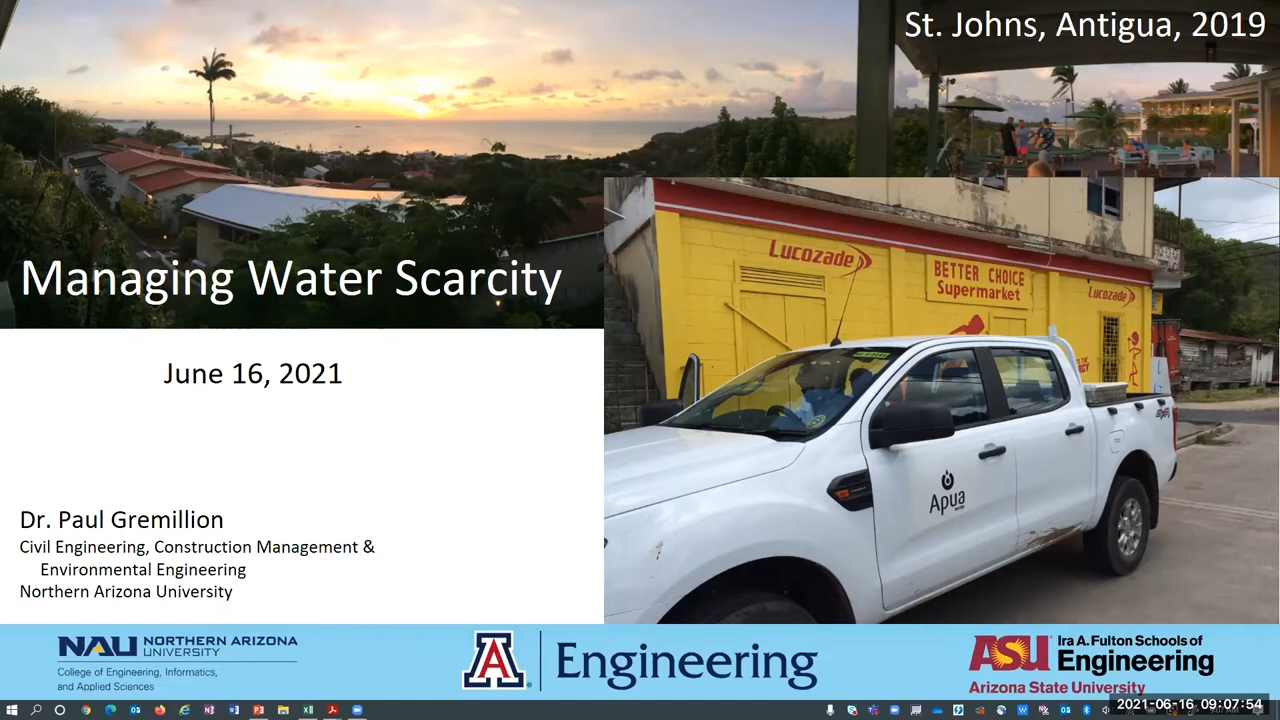 St. Johns, Antigua, 2019
Managing Water Scarcity
LUCOZADE
BETTER CHOICE
Supermarket
LUCOZADE
Apua
June 16, 2021
Dr. Paul Gremillion
Civil Engineering, Construction Management &
Environmental Engineering
Northern Arizona University
NAU NORTHERN ARIZONA
UNIVERSITY
College of Engineering, Informatics,
and Applied Sciences
A Engineering
ASU Ira A. Fulton Schools of
Engineering
Arizona State University
2021-06-16 09:07:54